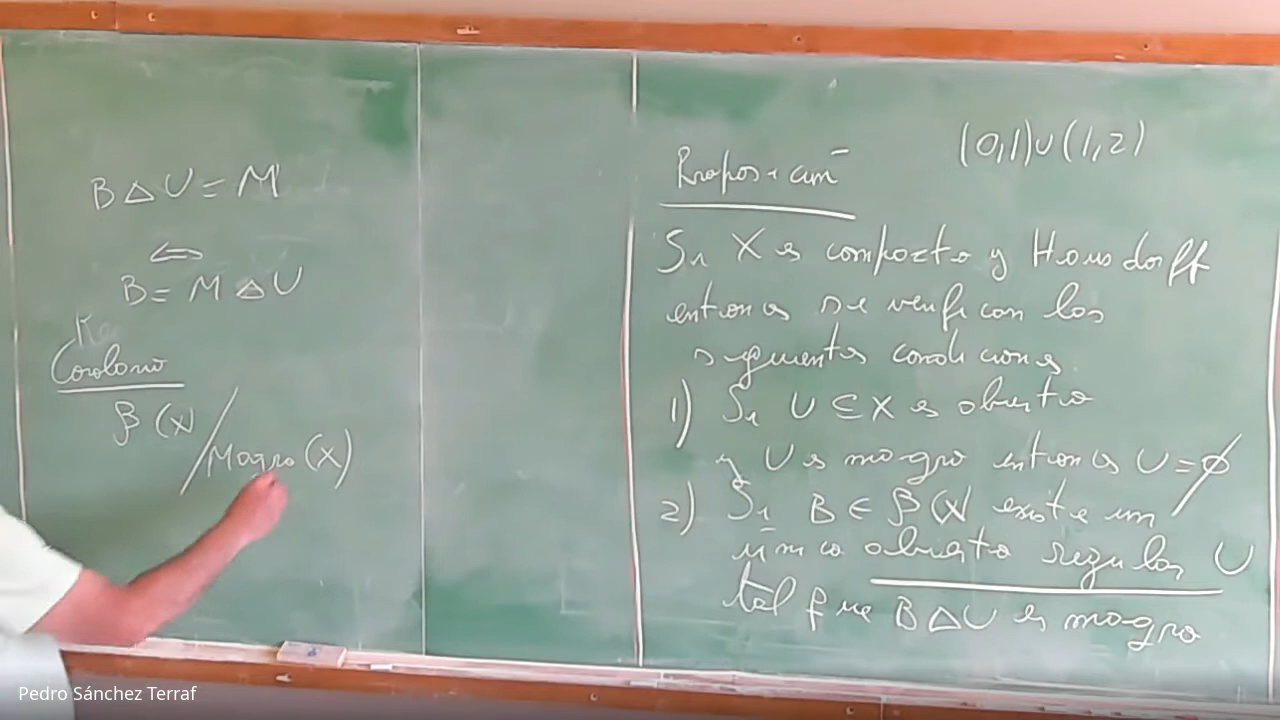 B △ U = M
⇐
B = M △ U
Corolario
β(X)/Magro(X)
(0,1)∪(1,2)
Proposición
Si X es compacto y Hausdorff
entonces se verifican las
siguientes condiciones
1) Si U ⊆ X es abierto
y U es magro entonces U = ∅
2) Si B ∈ β(X) existe un
único abierto regular U
tal que B △ U es magro
Pedro Sánchez Terraf